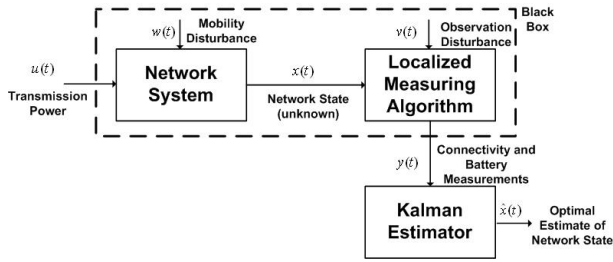 w(t)
Mobility
Disturbance
v(t)
Observation
Disturbance
Black
Box
u(t)
Transmission
Power
Network
System
x(t)
Network State
(unknown)
Localized
Measuring
Algorithm
y(t)
Connectivity and
Battery
Measurements
Kalman
Estimator
x̂(t)
Optimal
Estimate of
Network State